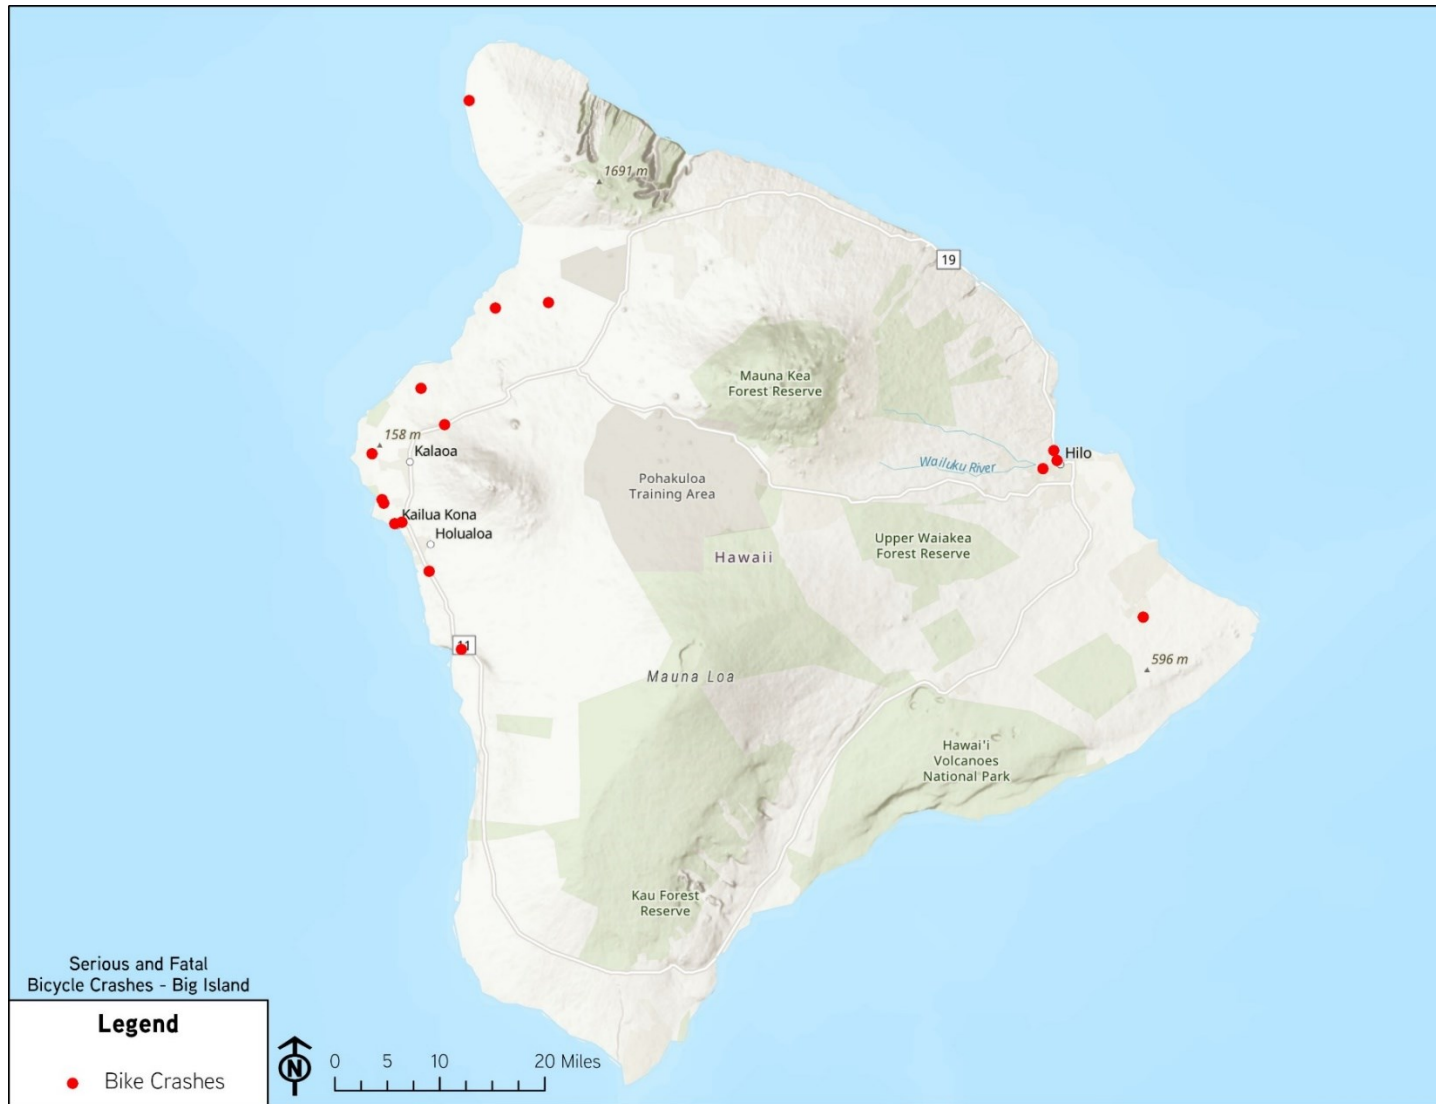 1691 m
19
Mauna Kea
Forest Reserve
158 m
Kalaoa
Hilo
Wailuku River
Pohakuloa
Training Area
Kailua Kona
Holualoa
Upper Waiakea
Forest Reserve
Hawaii
11
596 m
Mauna Loa
Hawai'i
Volcanoes
National Park
Kau Forest
Reserve
Serious and Fatal
Bicycle Crashes - Big Island
Legend
Bike Crashes
N
0 5 10 20 Miles